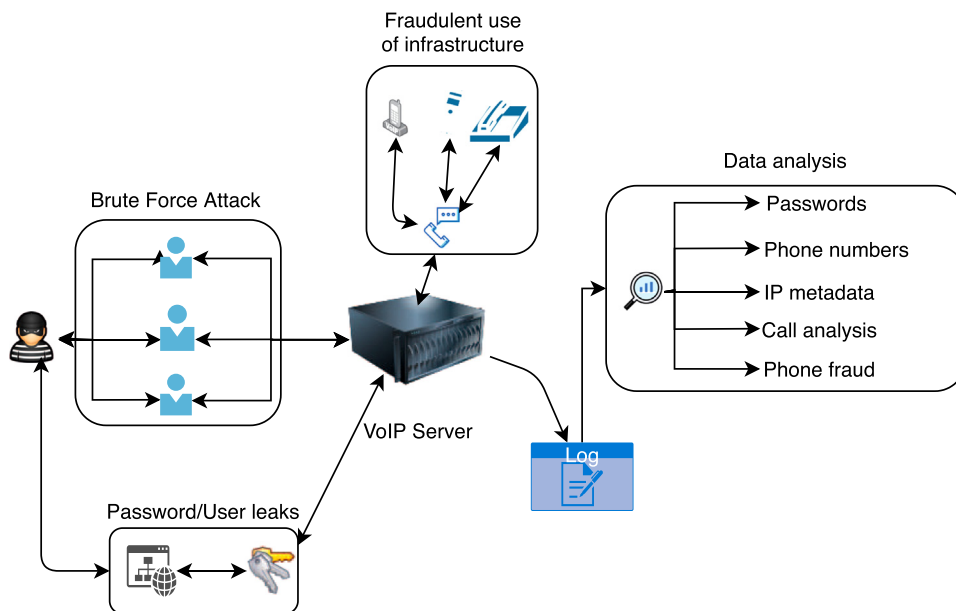 Fraudulent use
of infrastructure
Data analysis
Brute Force Attack
Passwords
Phone numbers
IP metadata
Call analysis
Phone fraud
VoIP Server
Log
Password/User leaks